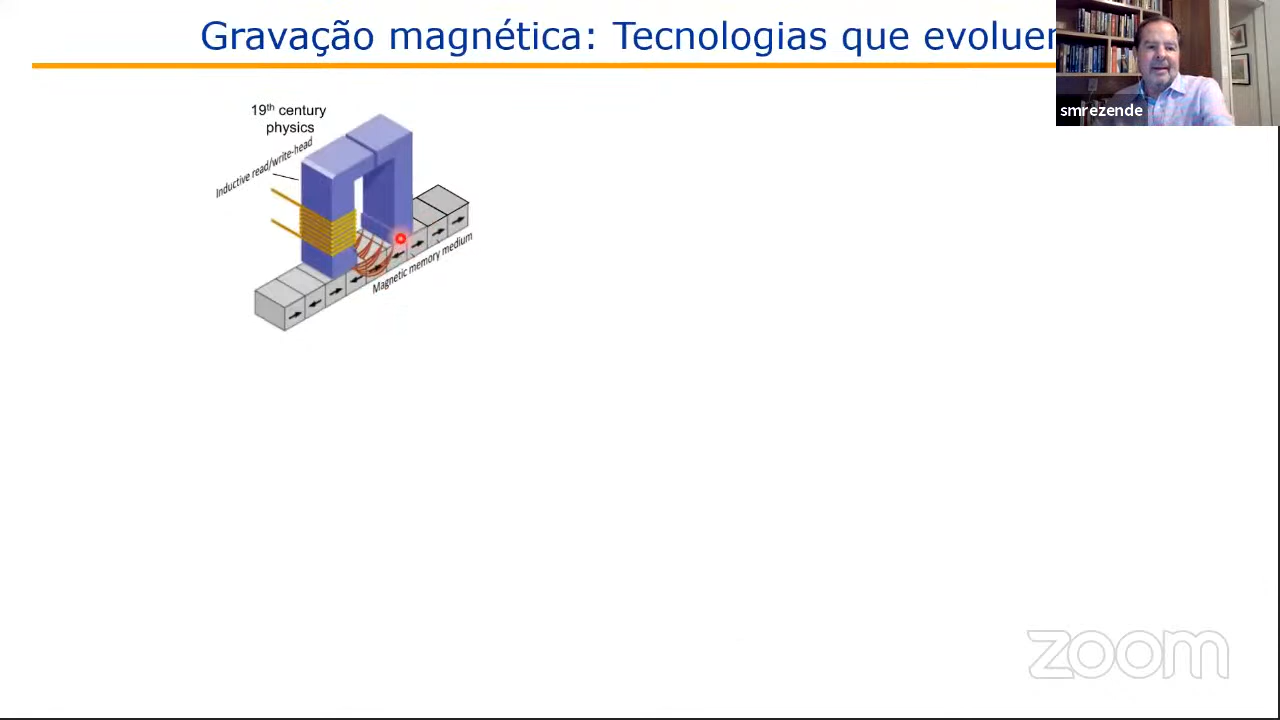 Gravação magnética: Tecnologias que evoluem
smrezende
19th century
physics
Inductive read/write-head
Magnetic memory medium
zoom